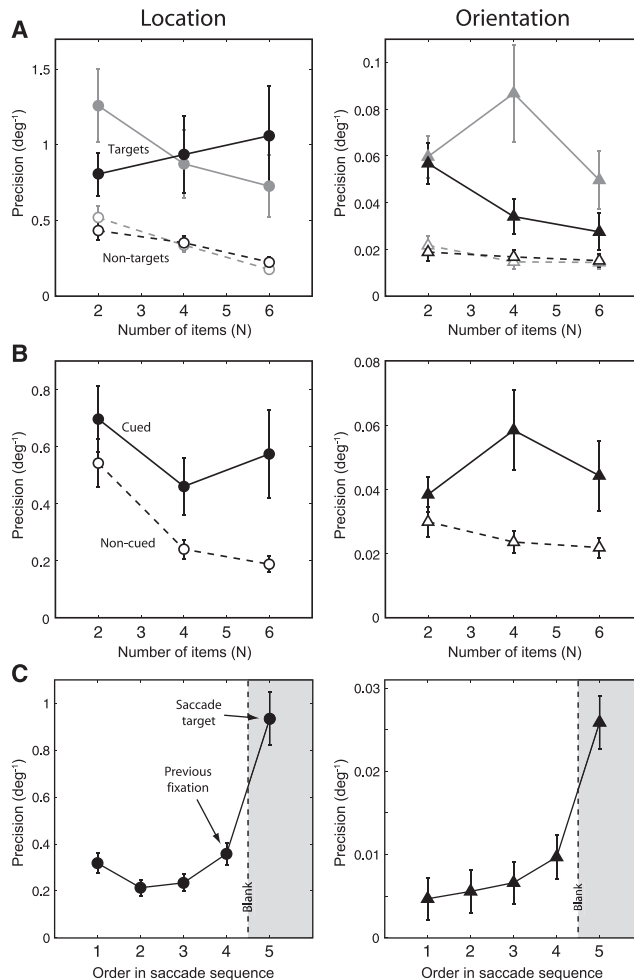 Location
Orientation
A
Precision (deg⁻¹)
1.5
1
0.5
0
Targets
Non-targets
2 3 4 5 6
Number of items (N)
Precision (deg⁻¹)
0.1
0.08
0.06
0.04
0.02
0
2 3 4 5 6
Number of items (N)
B
Precision (deg⁻¹)
0.8
0.6
0.4
0.2
0
Cued
Non-cued
2 3 4 5 6
Number of items (N)
Precision (deg⁻¹)
0.08
0.06
0.04
0.02
0
2 3 4 5 6
Number of items (N)
C
Precision (deg⁻¹)
1
0.8
0.6
0.4
0.2
0
Saccade
target
Previous
fixation
Blank
1 2 3 4 5
Order in saccade sequence
Precision (deg⁻¹)
0.03
0.02
0.01
0
Blank
1 2 3 4 5
Order in saccade sequence